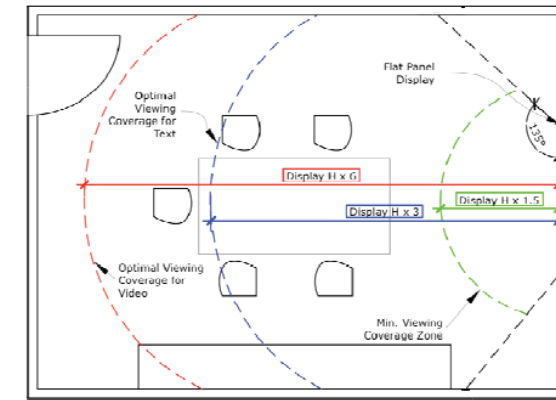 Flat Panel
Display
Optimal
Viewing
Coverage for
Text
135°
Display H x 6
Display H x 1.5
Display H x 3
Optimal Viewing
Coverage for
Video
Min. Viewing
Coverage Zone